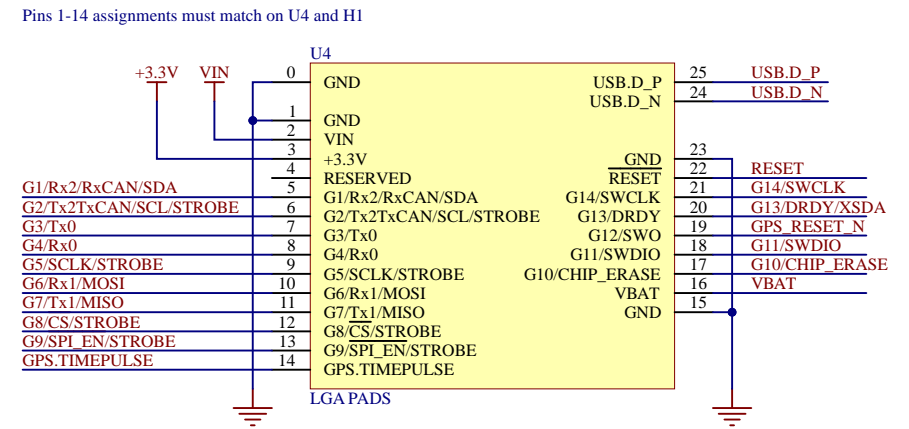 Pins 1-14 assignments must match on U4 and H1
U4
+3.3V VIN 0 GND USB.D_P 25 USB.D_P
USB.D_N 24 USB.D_N
1 GND
2 VIN
3 +3.3V GND 23
4 RESERVED RESET 22 RESET
G1/Rx2/RxCAN/SDA 5 G1/Rx2/RxCAN/SDA G14/SWCLK 21 G14/SWCLK
G2/Tx2TxCAN/SCL/STROBE 6 G2/Tx2TxCAN/SCL/STROBE G13/DRDY 20 G13/DRDY/XSDA
G3/Tx0 7 G3/Tx0 G12/SWO 19 GPS_RESET_N
G4/Rx0 8 G4/Rx0 G11/SWDIO 18 G11/SWDIO
G5/SCLK/STROBE 9 G5/SCLK/STROBE G10/CHIP_ERASE 17 G10/CHIP_ERASE
G6/Rx1/MOSI 10 G6/Rx1/MOSI VBAT 16 VBAT
G7/Tx1/MISO 11 G7/Tx1/MISO GND 15
G8/CS/STROBE 12 G8/CS/STROBE
G9/SPI_EN/STROBE 13 G9/SPI_EN/STROBE
GPS.TIMEPULSE 14 GPS.TIMEPULSE
LGA PADS